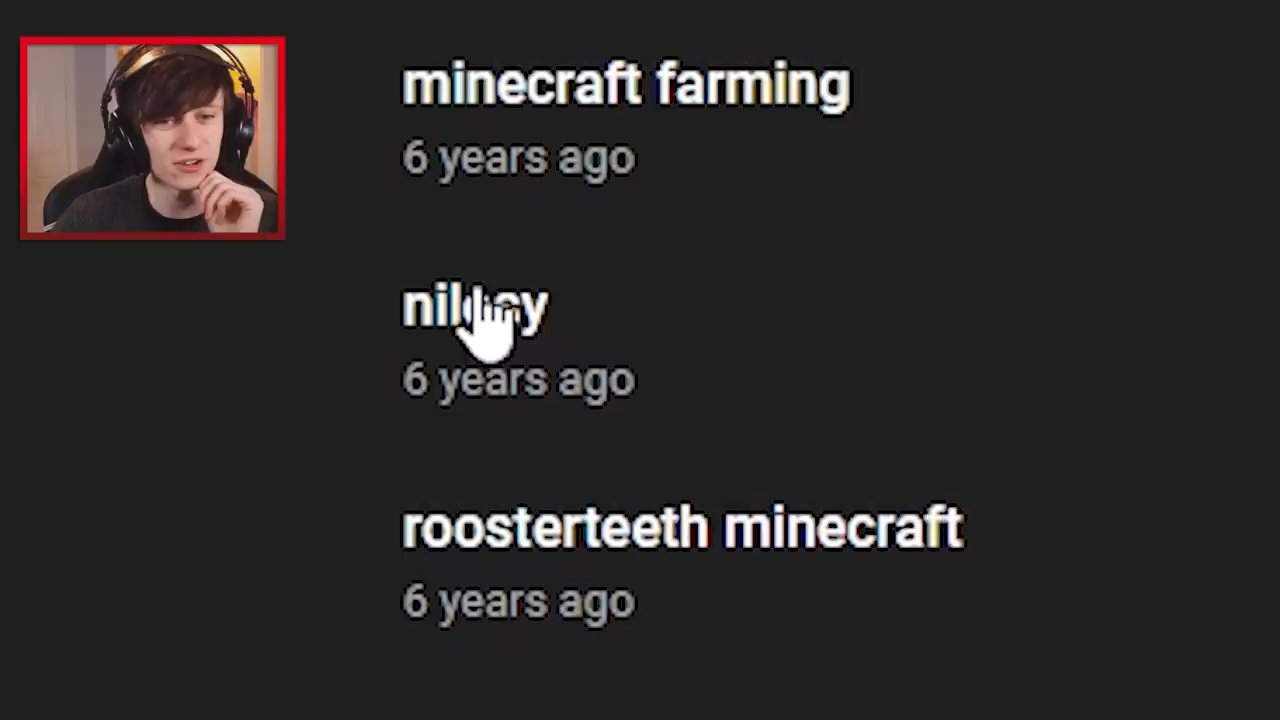 minecraft farming
6 years ago
6 years ago
roosterteeth minecraft
6 years ago